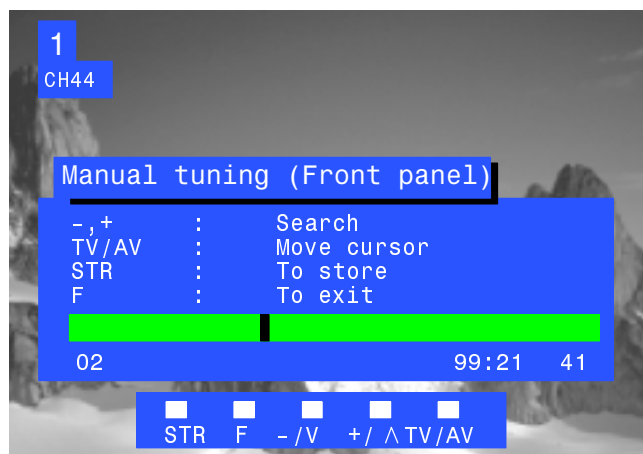 1
CH44
Manual tuning (Front panel)
-,+ : Search
TV/AV : Move cursor
STR : To store
F : To exit
02 99:21 41
STR F -/V +/ ∧ TV/AV